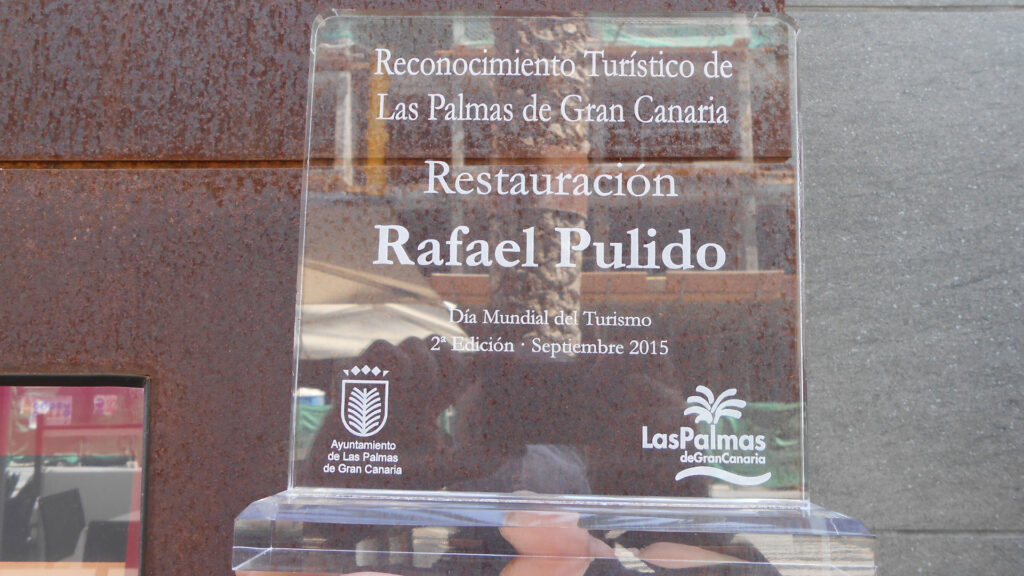 Reconocimiento Turístico de
Las Palmas de Gran Canaria
Restauración
Rafael Pulido
Día Mundial del Turismo
2ª Edición · Septiembre 2015
Ayuntamiento
de Las Palmas
de Gran Canaria
LasPalmas
deGranCanaria